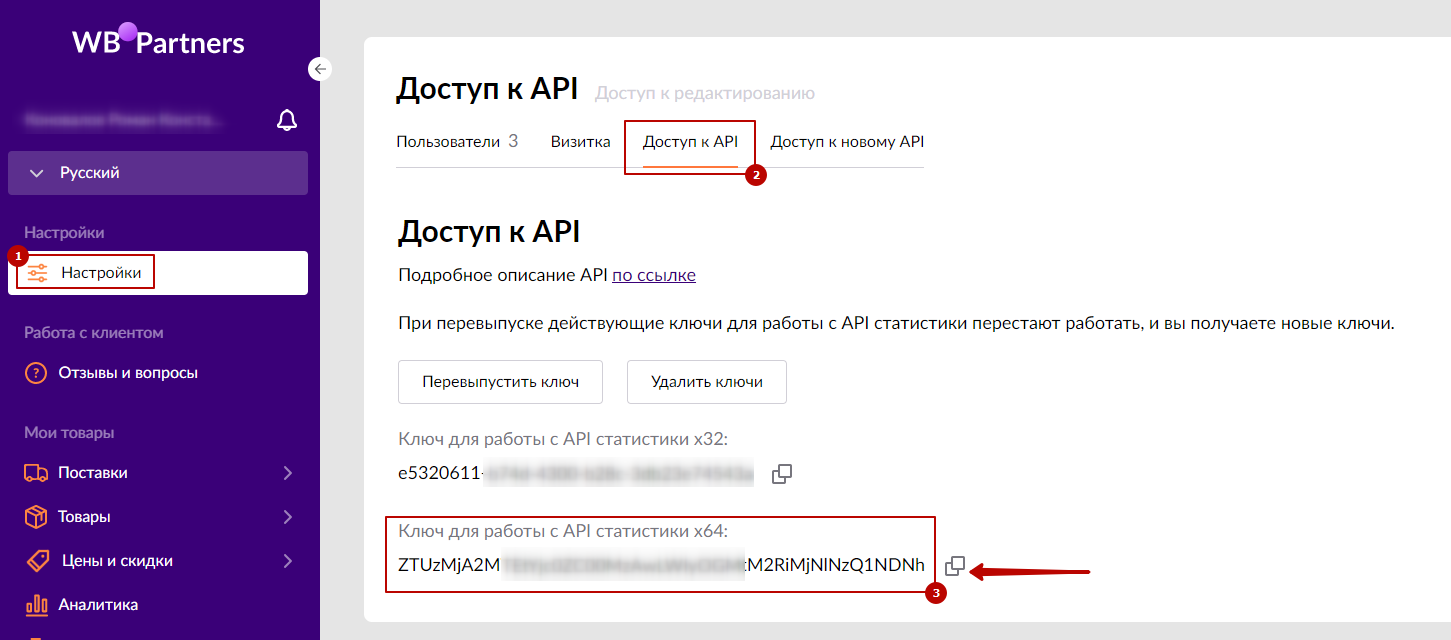 WB Partners
Русский
Настройки
1
Настройки
Работа с клиентом
? Отзывы и вопросы
Мои товары
Поставки
Товары
Цены и скидки
Аналитика
Доступ к API Доступ к редактированию
Пользователи 3 Визитка Доступ к API Доступ к новому API
2
Доступ к API
Подробное описание API по ссылке
При перевыпуске действующие ключи для работы с API статистики перестают работать, и вы получаете новые ключи.
Перевыпустить ключ Удалить ключи
Ключ для работы с API статистики x32:
e5320611-
Ключ для работы с API статистики x64:
ZTUzMjA2M M2RiMjNlNzQ1NDNh
3